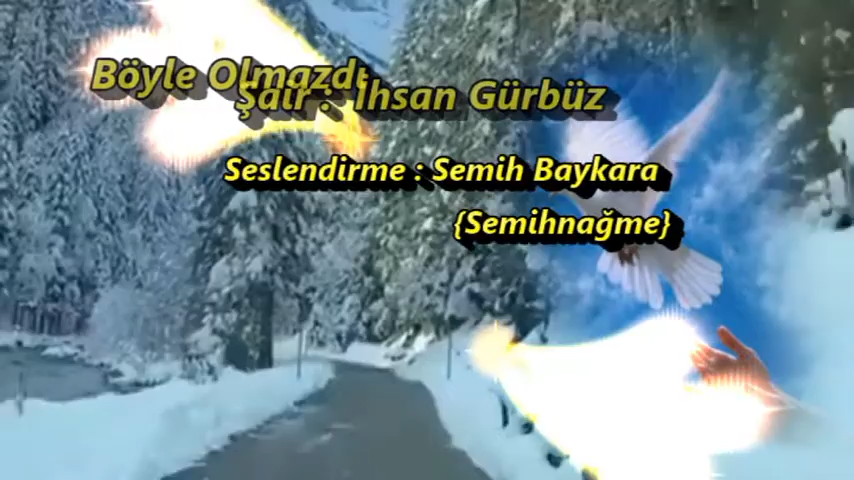 Böyle Olmazdı
Şair : İhsan Gürbüz
Seslendirme : Semih Baykara
{Semihnağme}